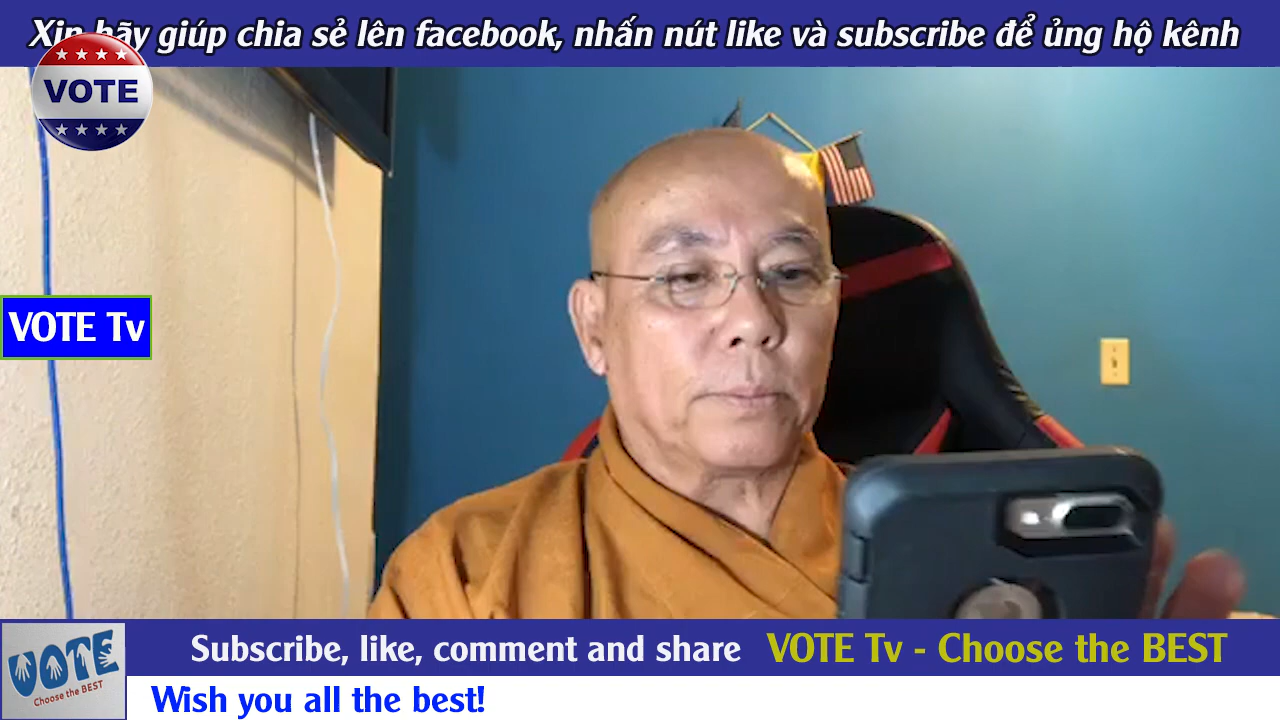 Xin hãy giúp chia sẻ lên facebook, nhấn nút like và subscribe để ủng hộ kênh
VOTE
VOTE Tv
VOTE
Choose the BEST
Subscribe, like, comment and share VOTE Tv - Choose the BEST
Wish you all the best!